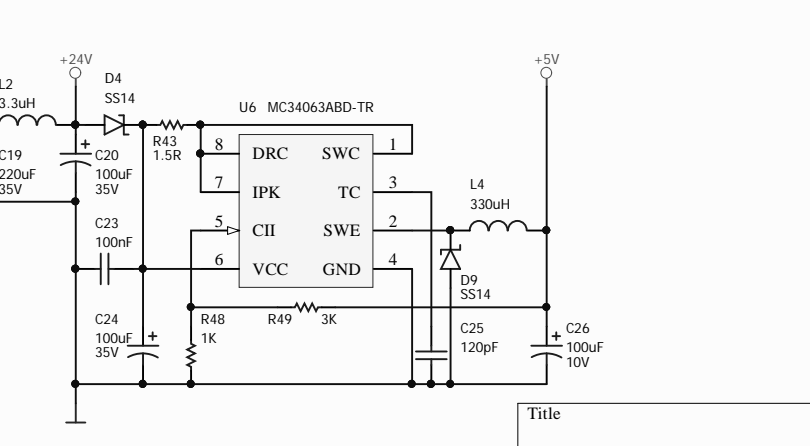 +24V
+5V
L2
3.3uH
D4
SS14
U6 MC34063ABD-TR
R43
1.5R
C19
220uF
35V
C20
100uF
35V
8 DRC SWC 1
7 IPK TC 3
5 CII SWE 2
6 VCC GND 4
L4
330uH
C23
100nF
D9
SS14
C24
100uF
35V
R48
1K
R49 3K
C25
120pF
C26
100uF
10V
Title